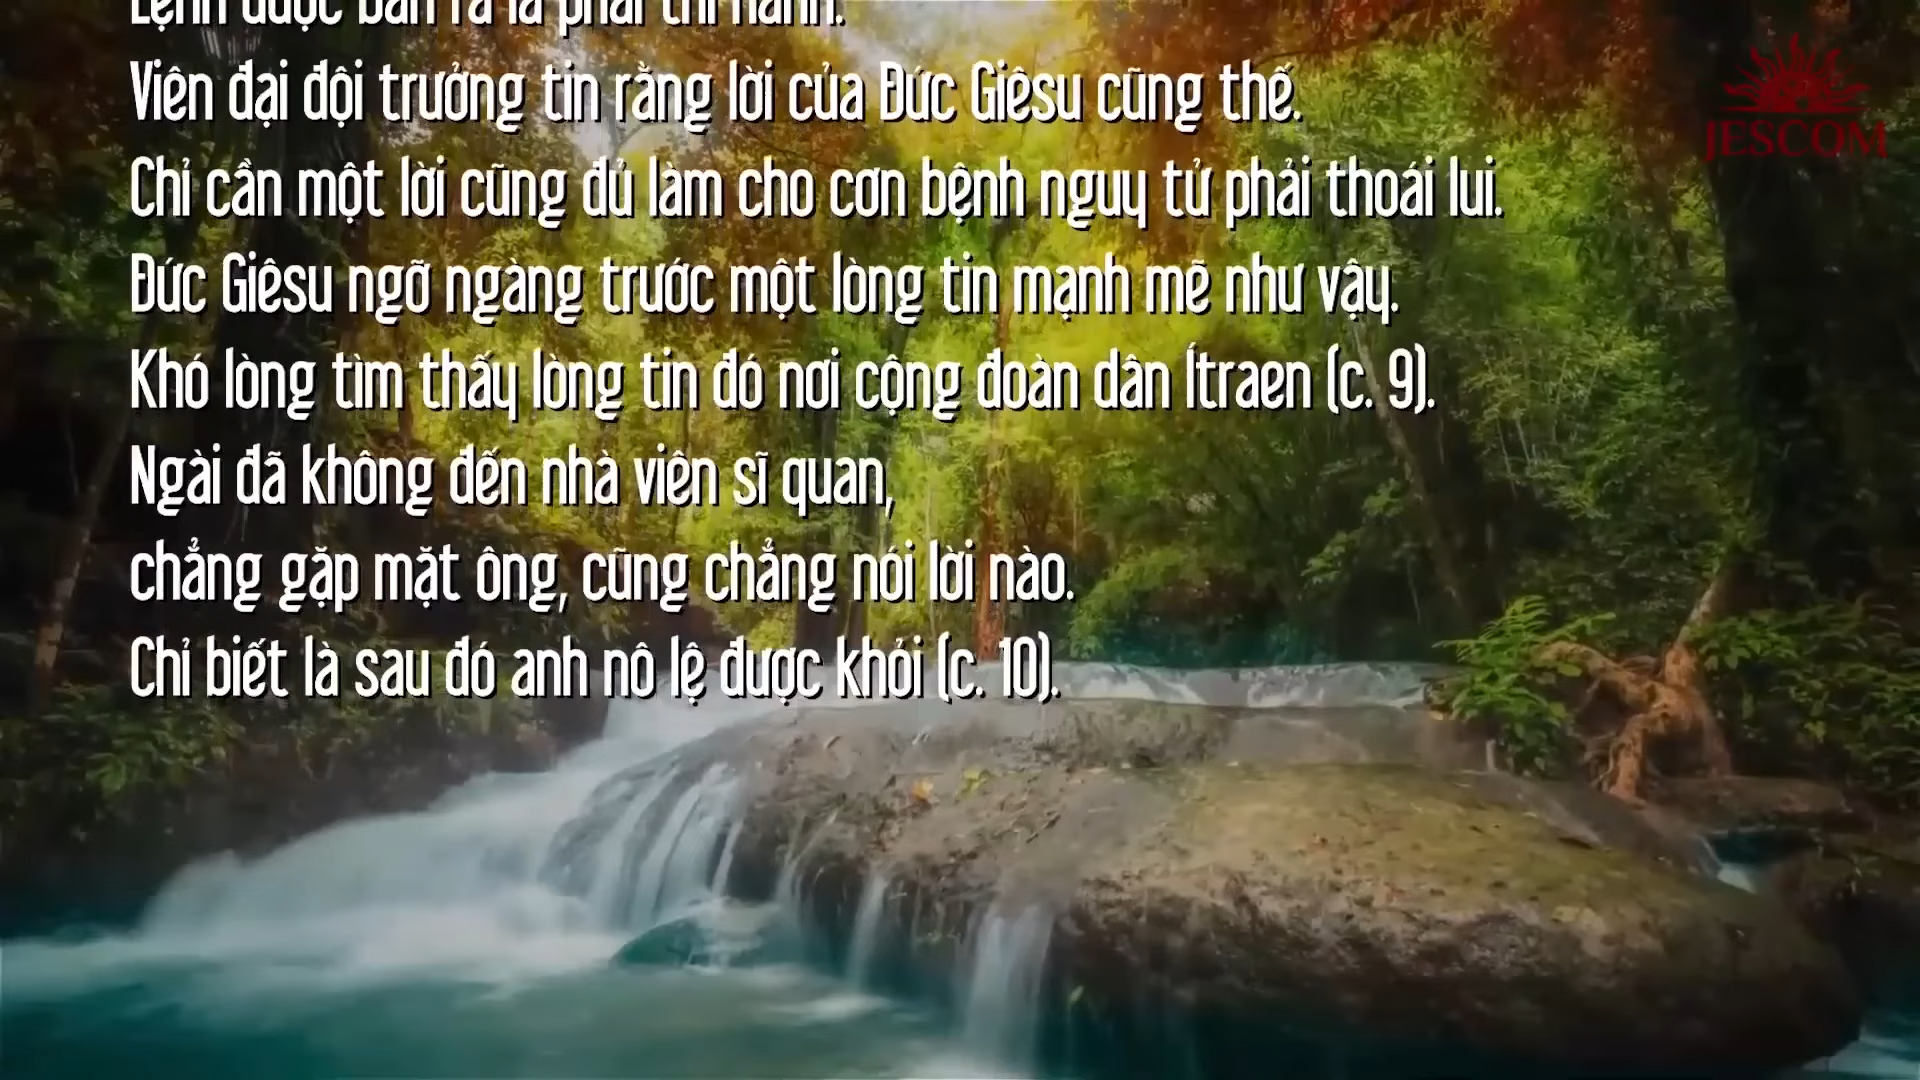 Lệnh được ban ra là phải thi hành.
Viên đại đội trưởng tin rằng lời của Đức Giêsu cũng thế.
Chỉ cần một lời cũng đủ làm cho cơn bệnh nguy tử phải thoái lui.
Đức Giêsu ngỡ ngàng trước một lòng tin mạnh mẽ như vậy.
Khó lòng tìm thấy lòng tin đó nơi cộng đoàn dân Ítraen (c. 9).
Ngài đã không đến nhà viên sĩ quan,
chẳng gặp mặt ông, cũng chẳng nói lời nào.
Chỉ biết là sau đó anh nô lệ được khỏi (c. 10).
JESCOM